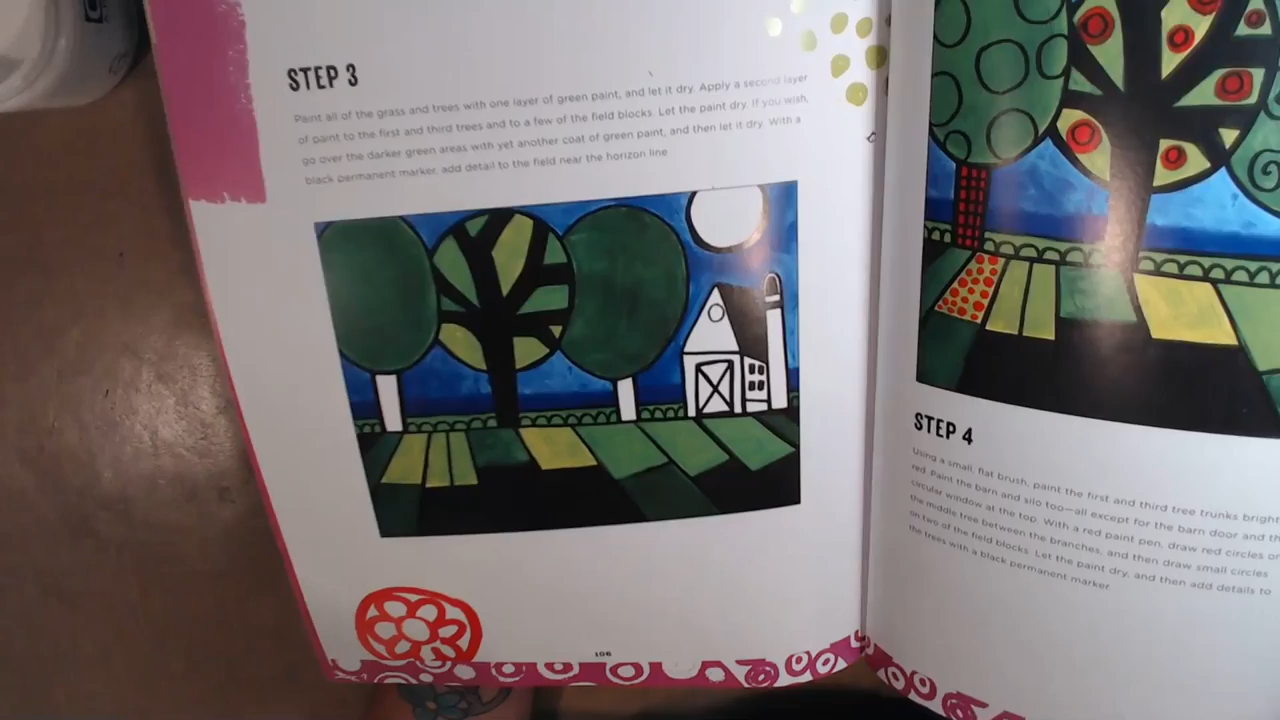 STEP 3
Paint all of the grass and trees with one layer of green paint, and let it dry. Apply a second layer
of paint to the first and third trees and to a few of the field blocks. Let the paint dry. If you wish,
go over the darker green areas with yet another coat of green paint, and then let it dry. With a
black permanent marker, add detail to the field near the horizon line.
106
STEP 4
Using a small, flat brush, paint the first and third tree trunks bright
red. Paint the barn and silo too—all except for the barn door and
circular window at the top. With a red paint pen, draw red circles
the middle tree between the branches, and then draw small circles
on two of the field blocks. Let the paint dry, and then add details to
the trees with a black permanent marker.